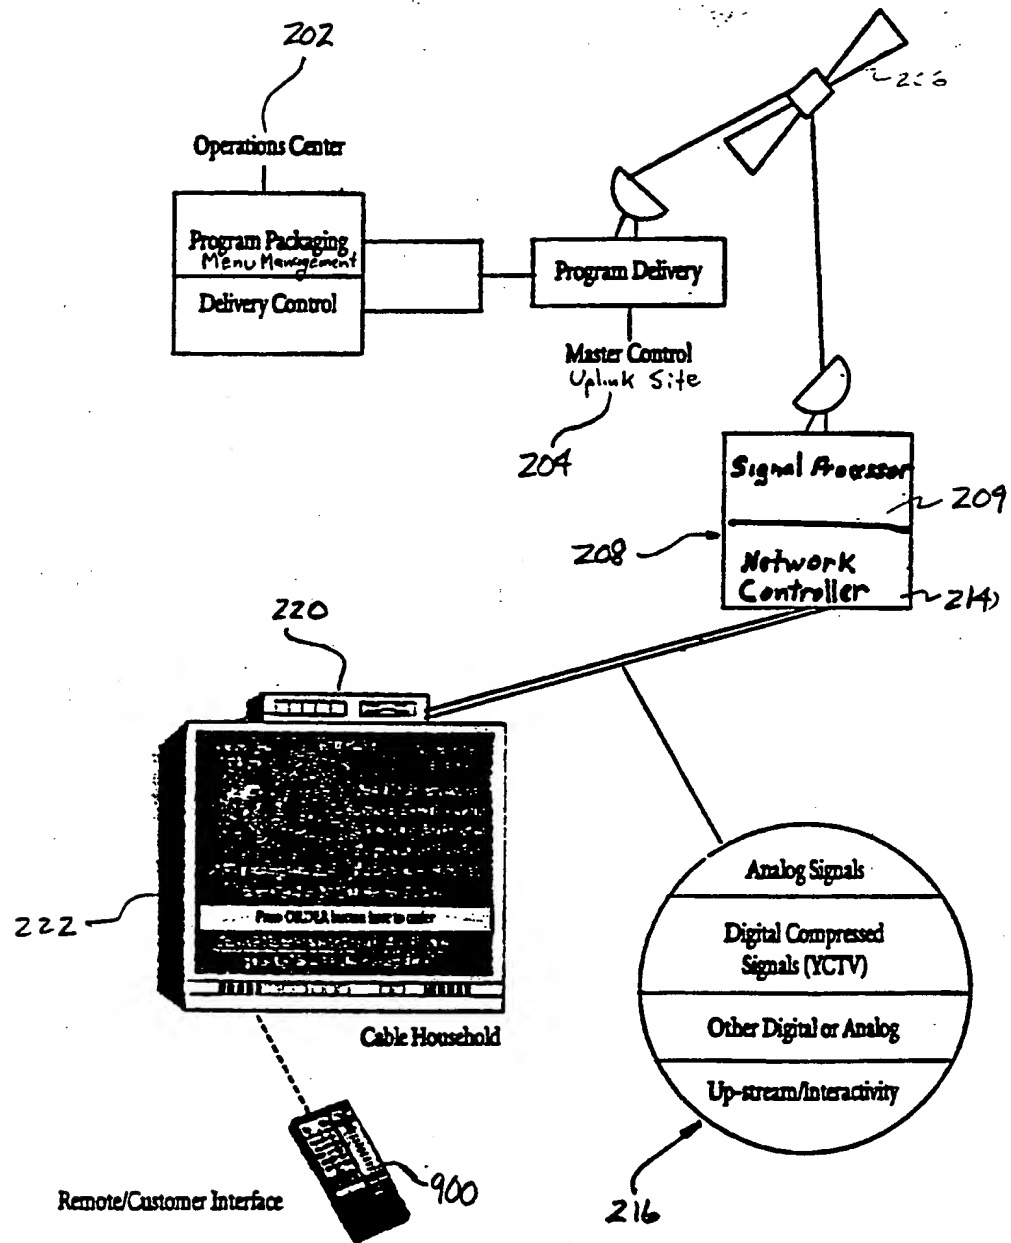 202
Operations Center
Program Packaging
Menu Management
Delivery Control
Program Delivery
Master Control
Uplink Site
204
Signal Processor
209
208
Network
Controller
214
220
222
Cable Household
Analog Signals
Digital Compressed
Signals (YCTV)
Other Digital or Analog
Up-stream/Interactivity
216
900
Remote/Customer Interface